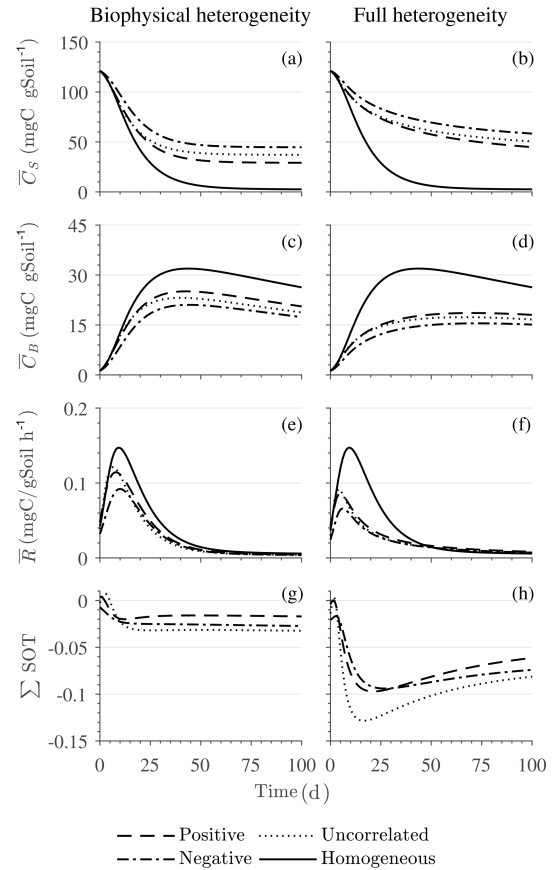 Biophysical heterogeneity Full heterogeneity
C̅_S (mgC gSoil⁻¹)
150
100
50
0
(a)
(b)
C̅_B (mgC gSoil⁻¹)
45
30
15
0
(c)
(d)
R̅ (mgC/gSoil h⁻¹)
0.2
0.1
0
(e)
(f)
∑ SOT
0
-0.05
-0.1
-0.15
(g)
(h)
0 25 50 75 100 0 25 50 75 100
Time (d)
Positive Uncorrelated
Negative Homogeneous